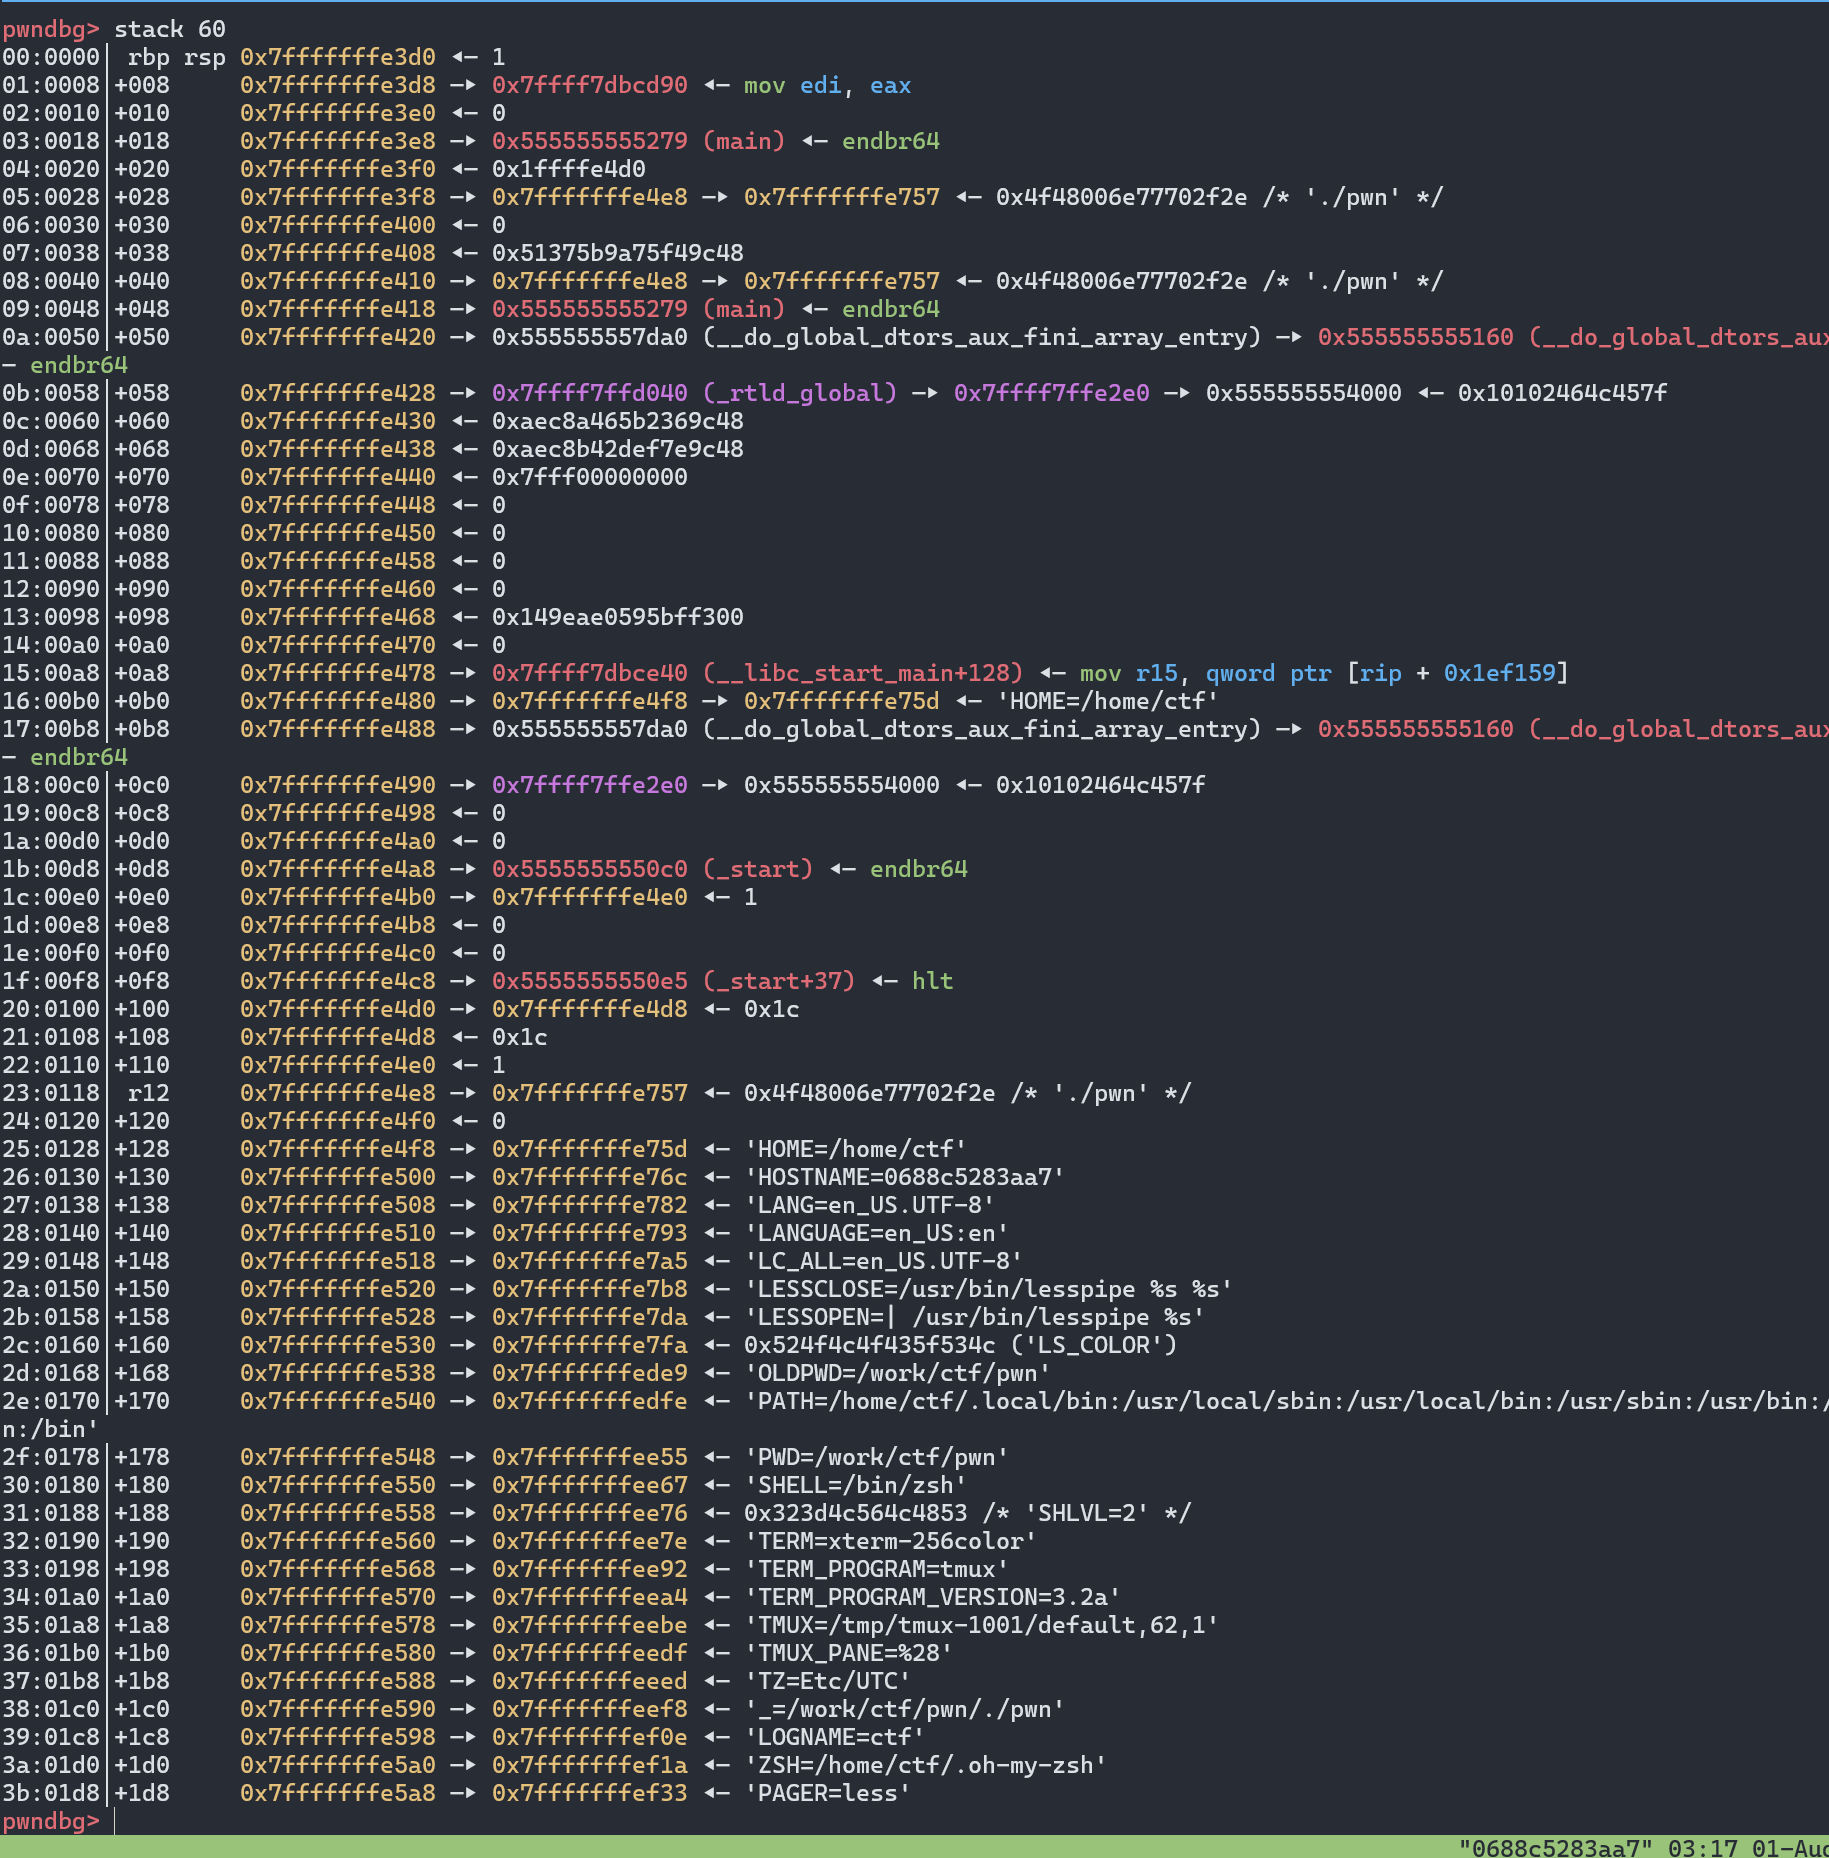 pwndbg> stack 60
00:0000│ rbp rsp 0x7fffffffe3d0 ◂— 1
01:0008│+008     0x7fffffffe3d8 —▸ 0x7ffff7dbcd90 ◂— mov edi, eax
02:0010│+010     0x7fffffffe3e0 ◂— 0
03:0018│+018     0x7fffffffe3e8 —▸ 0x555555555279 (main) ◂— endbr64
04:0020│+020     0x7fffffffe3f0 ◂— 0x1ffffe4d0
05:0028│+028     0x7fffffffe3f8 —▸ 0x7fffffffe4e8 —▸ 0x7fffffffe757 ◂— 0x4f48006e77702f2e /* './pwn' */
06:0030│+030     0x7fffffffe400 ◂— 0
07:0038│+038     0x7fffffffe408 ◂— 0x51375b9a75f49c48
08:0040│+040     0x7fffffffe410 —▸ 0x7fffffffe4e8 —▸ 0x7fffffffe757 ◂— 0x4f48006e77702f2e /* './pwn' */
09:0048│+048     0x7fffffffe418 —▸ 0x555555555279 (main) ◂— endbr64
0a:0050│+050     0x7fffffffe420 —▸ 0x555555557da0 (__do_global_dtors_aux_fini_array_entry) —▸ 0x555555555160 (__do_global_dtors_aux
— endbr64
0b:0058│+058     0x7fffffffe428 —▸ 0x7ffff7ffd040 (_rtld_global) —▸ 0x7ffff7ffe2e0 —▸ 0x555555554000 ◂— 0x10102464c457f
0c:0060│+060     0x7fffffffe430 ◂— 0xaec8a465b2369c48
0d:0068│+068     0x7fffffffe438 ◂— 0xaec8b42def7e9c48
0e:0070│+070     0x7fffffffe440 ◂— 0x7fff00000000
0f:0078│+078     0x7fffffffe448 ◂— 0
10:0080│+080     0x7fffffffe450 ◂— 0
11:0088│+088     0x7fffffffe458 ◂— 0
12:0090│+090     0x7fffffffe460 ◂— 0
13:0098│+098     0x7fffffffe468 ◂— 0x149eae0595bff300
14:00a0│+0a0     0x7fffffffe470 ◂— 0
15:00a8│+0a8     0x7fffffffe478 —▸ 0x7ffff7dbce40 (__libc_start_main+128) ◂— mov r15, qword ptr [rip + 0x1ef159]
16:00b0│+0b0     0x7fffffffe480 —▸ 0x7fffffffe4f8 —▸ 0x7fffffffe75d ◂— 'HOME=/home/ctf'
17:00b8│+0b8     0x7fffffffe488 —▸ 0x555555557da0 (__do_global_dtors_aux_fini_array_entry) —▸ 0x555555555160 (__do_global_dtors_aux
— endbr64
18:00c0│+0c0     0x7fffffffe490 —▸ 0x7ffff7ffe2e0 —▸ 0x555555554000 ◂— 0x10102464c457f
19:00c8│+0c8     0x7fffffffe498 ◂— 0
1a:00d0│+0d0     0x7fffffffe4a0 ◂— 0
1b:00d8│+0d8     0x7fffffffe4a8 —▸ 0x5555555550c0 (_start) ◂— endbr64
1c:00e0│+0e0     0x7fffffffe4b0 —▸ 0x7fffffffe4e0 ◂— 1
1d:00e8│+0e8     0x7fffffffe4b8 ◂— 0
1e:00f0│+0f0     0x7fffffffe4c0 ◂— 0
1f:00f8│+0f8     0x7fffffffe4c8 —▸ 0x5555555550e5 (_start+37) ◂— hlt
20:0100│+100     0x7fffffffe4d0 —▸ 0x7fffffffe4d8 ◂— 0x1c
21:0108│+108     0x7fffffffe4d8 ◂— 0x1c
22:0110│+110     0x7fffffffe4e0 ◂— 1
23:0118│ r12     0x7fffffffe4e8 —▸ 0x7fffffffe757 ◂— 0x4f48006e77702f2e /* './pwn' */
24:0120│+120     0x7fffffffe4f0 ◂— 0
25:0128│+128     0x7fffffffe4f8 —▸ 0x7fffffffe75d ◂— 'HOME=/home/ctf'
26:0130│+130     0x7fffffffe500 —▸ 0x7fffffffe76c ◂— 'HOSTNAME=0688c5283aa7'
27:0138│+138     0x7fffffffe508 —▸ 0x7fffffffe782 ◂— 'LANG=en_US.UTF-8'
28:0140│+140     0x7fffffffe510 —▸ 0x7fffffffe793 ◂— 'LANGUAGE=en_US:en'
29:0148│+148     0x7fffffffe518 —▸ 0x7fffffffe7a5 ◂— 'LC_ALL=en_US.UTF-8'
2a:0150│+150     0x7fffffffe520 —▸ 0x7fffffffe7b8 ◂— 'LESSCLOSE=/usr/bin/lesspipe %s %s'
2b:0158│+158     0x7fffffffe528 —▸ 0x7fffffffe7da ◂— 'LESSOPEN=| /usr/bin/lesspipe %s'
2c:0160│+160     0x7fffffffe530 —▸ 0x7fffffffe7fa ◂— 0x524f4c4f435f534c ('LS_COLOR')
2d:0168│+168     0x7fffffffe538 —▸ 0x7fffffffede9 ◂— 'OLDPWD=/work/ctf/pwn'
2e:0170│+170     0x7fffffffe540 —▸ 0x7fffffffedfe ◂— 'PATH=/home/ctf/.local/bin:/usr/local/sbin:/usr/local/bin:/usr/sbin:/usr/bin:/
n:/bin'
2f:0178│+178     0x7fffffffe548 —▸ 0x7fffffffee55 ◂— 'PWD=/work/ctf/pwn'
30:0180│+180     0x7fffffffe550 —▸ 0x7fffffffee67 ◂— 'SHELL=/bin/zsh'
31:0188│+188     0x7fffffffe558 —▸ 0x7fffffffee76 ◂— 0x323d4c564c4853 /* 'SHLVL=2' */
32:0190│+190     0x7fffffffe560 —▸ 0x7fffffffee7e ◂— 'TERM=xterm-256color'
33:0198│+198     0x7fffffffe568 —▸ 0x7fffffffee92 ◂— 'TERM_PROGRAM=tmux'
34:01a0│+1a0     0x7fffffffe570 —▸ 0x7fffffffeea4 ◂— 'TERM_PROGRAM_VERSION=3.2a'
35:01a8│+1a8     0x7fffffffe578 —▸ 0x7fffffffeebe ◂— 'TMUX=/tmp/tmux-1001/default,62,1'
36:01b0│+1b0     0x7fffffffe580 —▸ 0x7fffffffeedf ◂— 'TMUX_PANE=%28'
37:01b8│+1b8     0x7fffffffe588 —▸ 0x7fffffffeeed ◂— 'TZ=Etc/UTC'
38:01c0│+1c0     0x7fffffffe590 —▸ 0x7fffffffeef8 ◂— '_=/work/ctf/pwn/./pwn'
39:01c8│+1c8     0x7fffffffe598 —▸ 0x7fffffffef0e ◂— 'LOGNAME=ctf'
3a:01d0│+1d0     0x7fffffffe5a0 —▸ 0x7fffffffef1a ◂— 'ZSH=/home/ctf/.oh-my-zsh'
3b:01d8│+1d8     0x7fffffffe5a8 —▸ 0x7fffffffef33 ◂— 'PAGER=less'
pwndbg>
"0688c5283aa7" 03:17 01-Aug